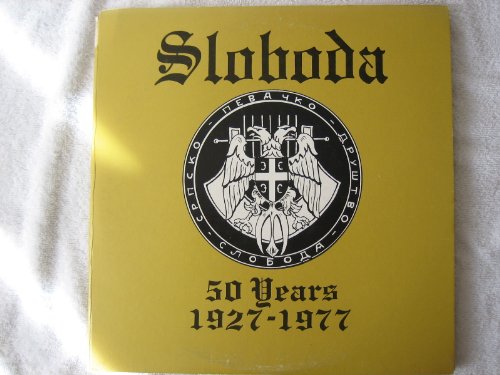 Sloboda
СРПСКО - ПЕВАЧКО - ДРУШТВО - СЛОБОДА -
50 Years
1927-1977